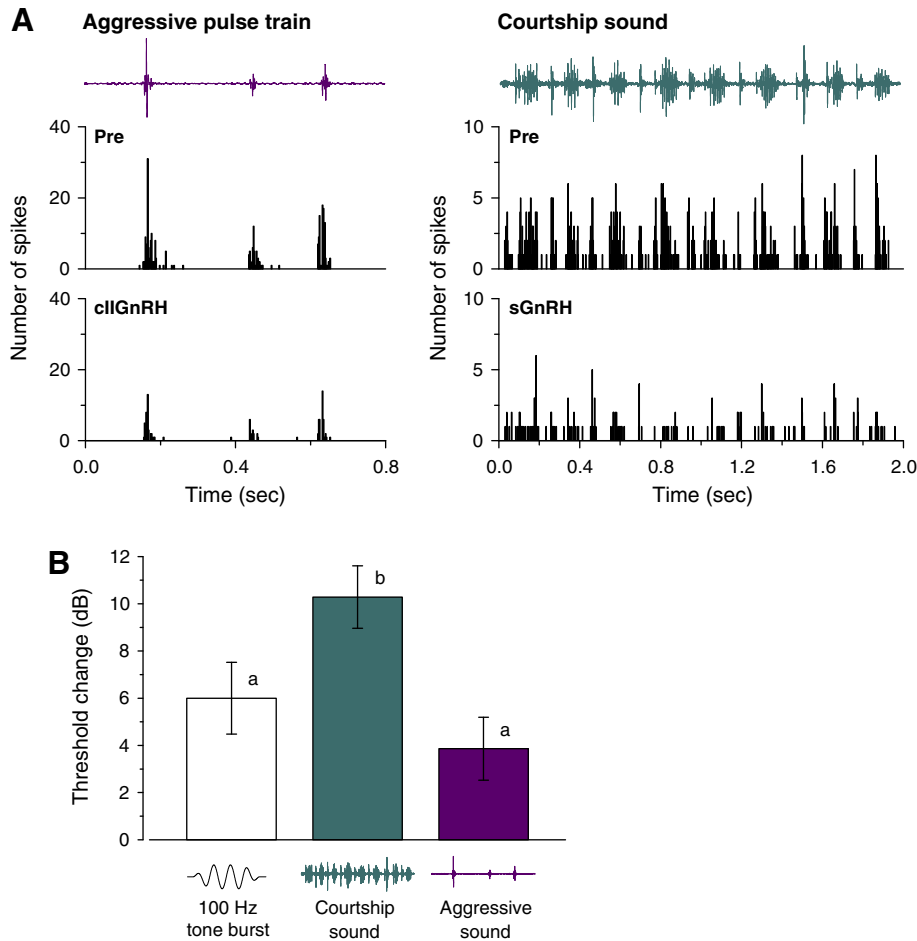 A
Aggressive pulse train
Courtship sound
Number of spikes
40
20
0
Pre
40
20
0
cIIGnRH
0.0
0.4
0.8
Time (sec)
Number of spikes
10
5
0
Pre
10
5
0
sGnRH
0.0
0.4
0.8
1.2
1.6
2.0
Time (sec)
B
Threshold change (dB)
12
10
8
6
4
2
0
a
b
a
100 Hz
tone burst
Courtship
sound
Aggressive
sound